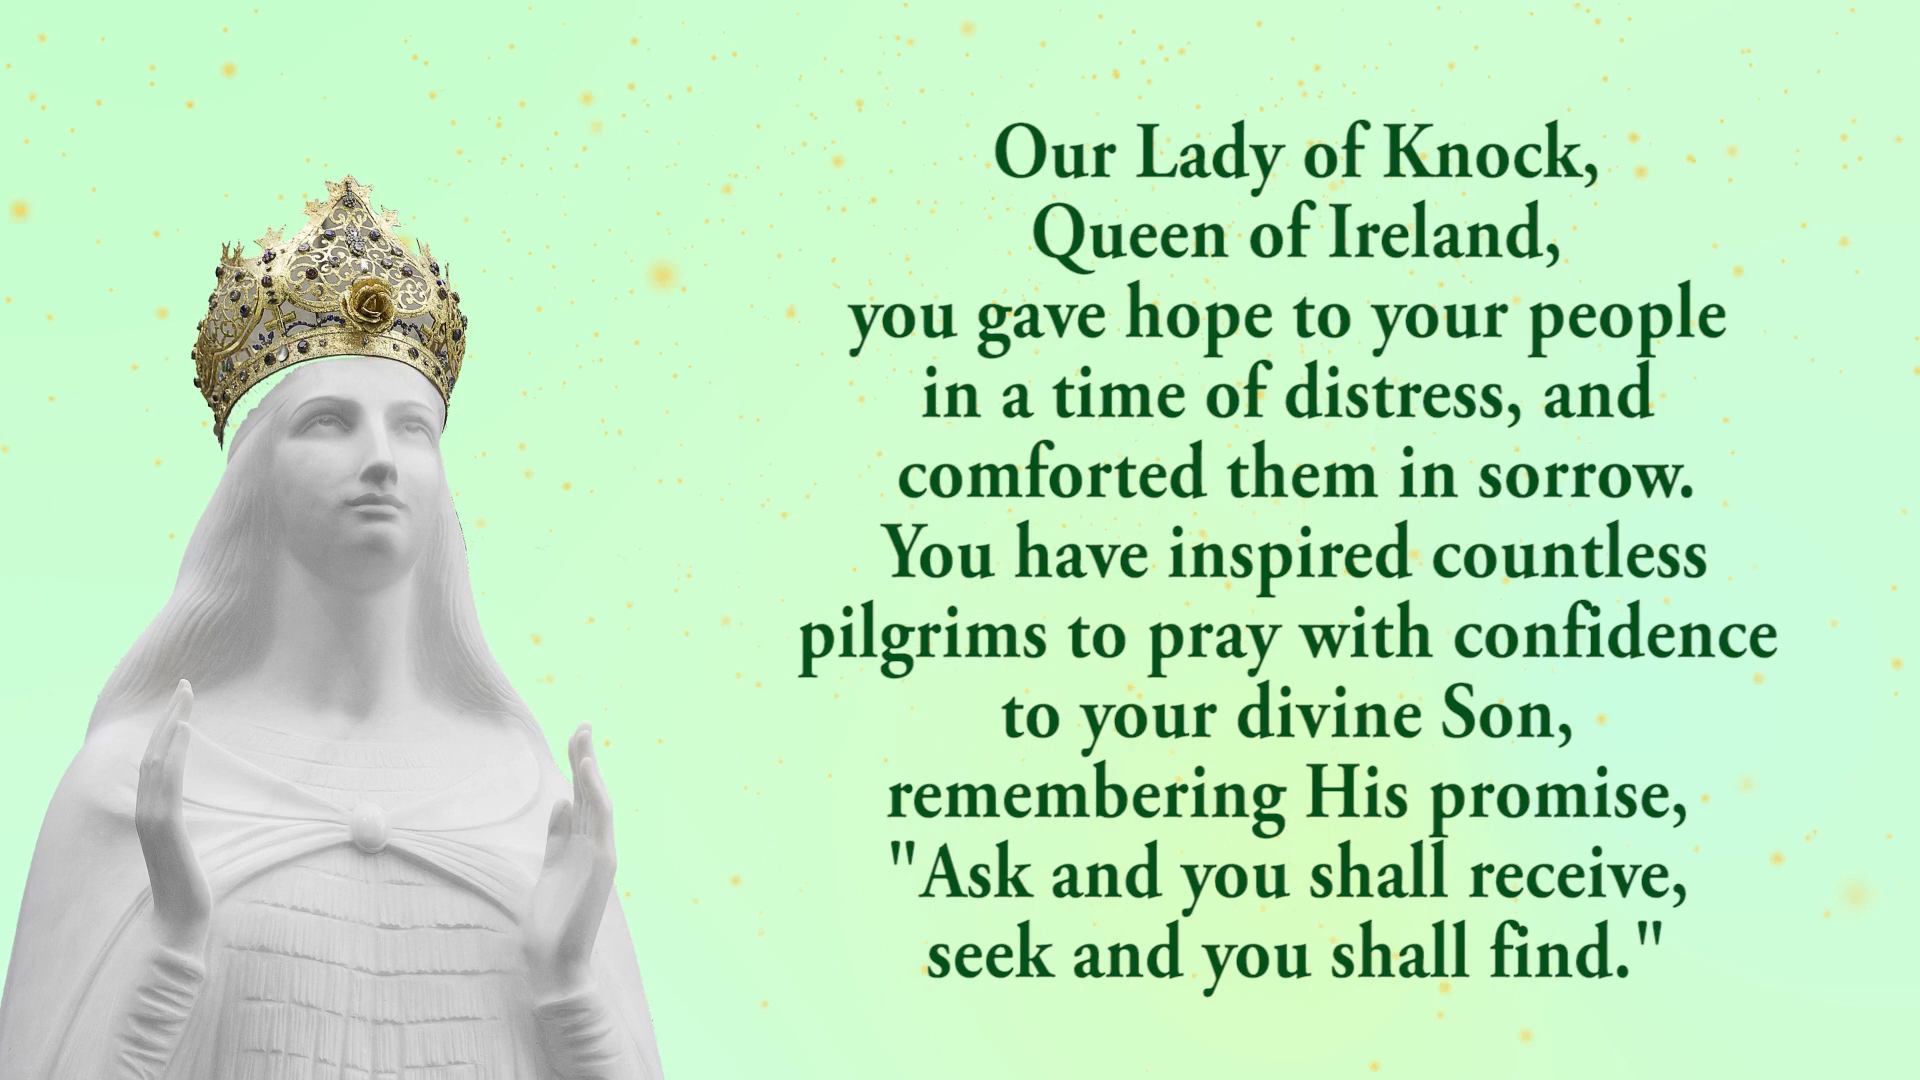 Our Lady of Knock,
Queen of Ireland,
you gave hope to your people
in a time of distress, and
comforted them in sorrow.
You have inspired countless
pilgrims to pray with confidence
to your divine Son,
remembering His promise,
"Ask and you shall receive,
seek and you shall find."